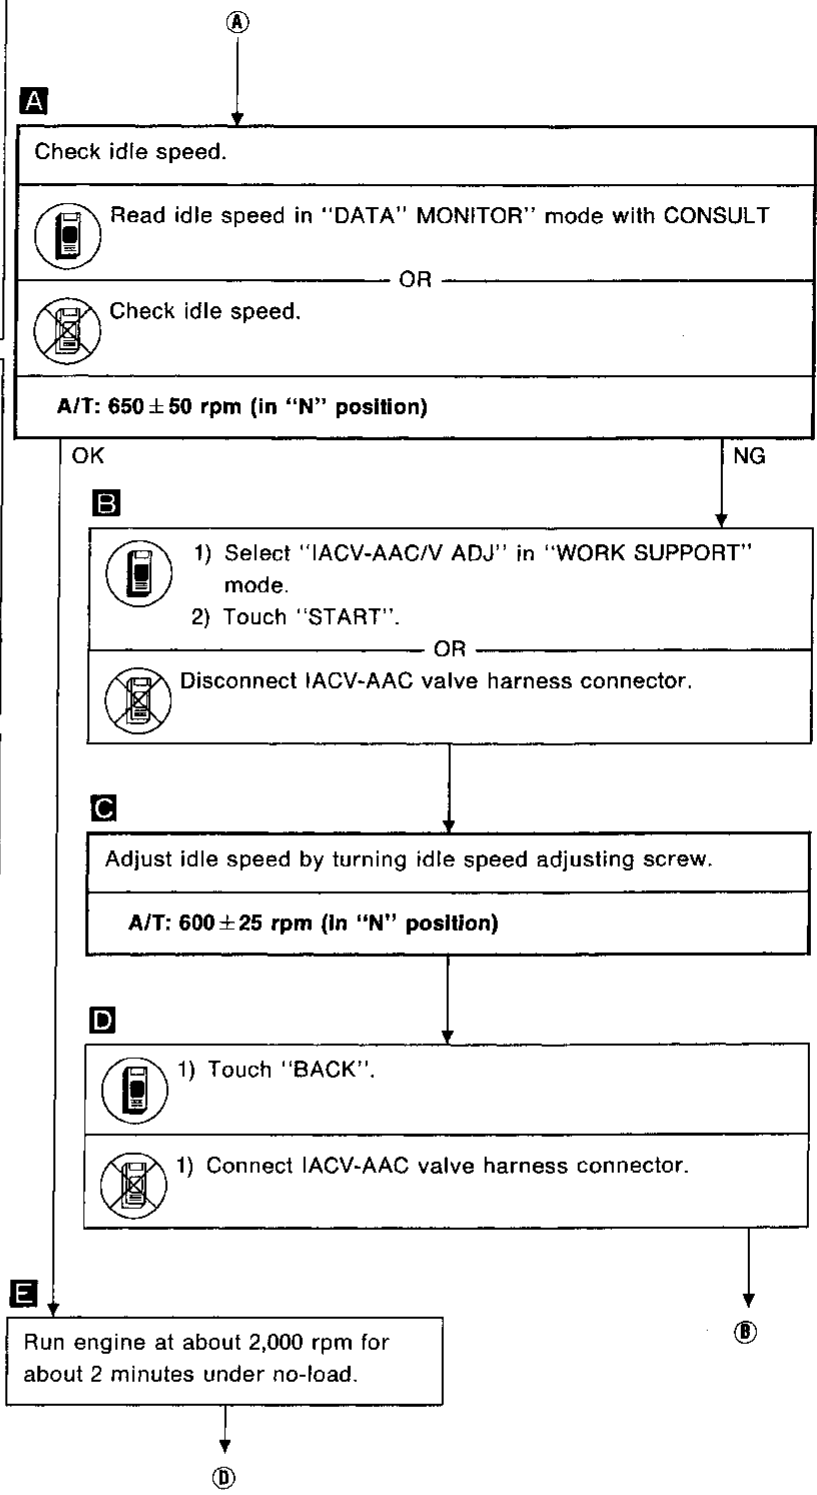 Ⓐ
A
Check idle speed.
Read idle speed in "DATA" MONITOR" mode with CONSULT
OR
Check idle speed.
A/T: 650±50 rpm (in "N" position)
OK
NG
B
1) Select "IACV-AAC/V ADJ" in "WORK SUPPORT"
mode.
2) Touch "START".
OR
Disconnect IACV-AAC valve harness connector.
C
Adjust idle speed by turning idle speed adjusting screw.
A/T: 600±25 rpm (in "N" position)
D
1) Touch "BACK".
1) Connect IACV-AAC valve harness connector.
Ⓑ
E
Run engine at about 2,000 rpm for
about 2 minutes under no-load.
Ⓓ